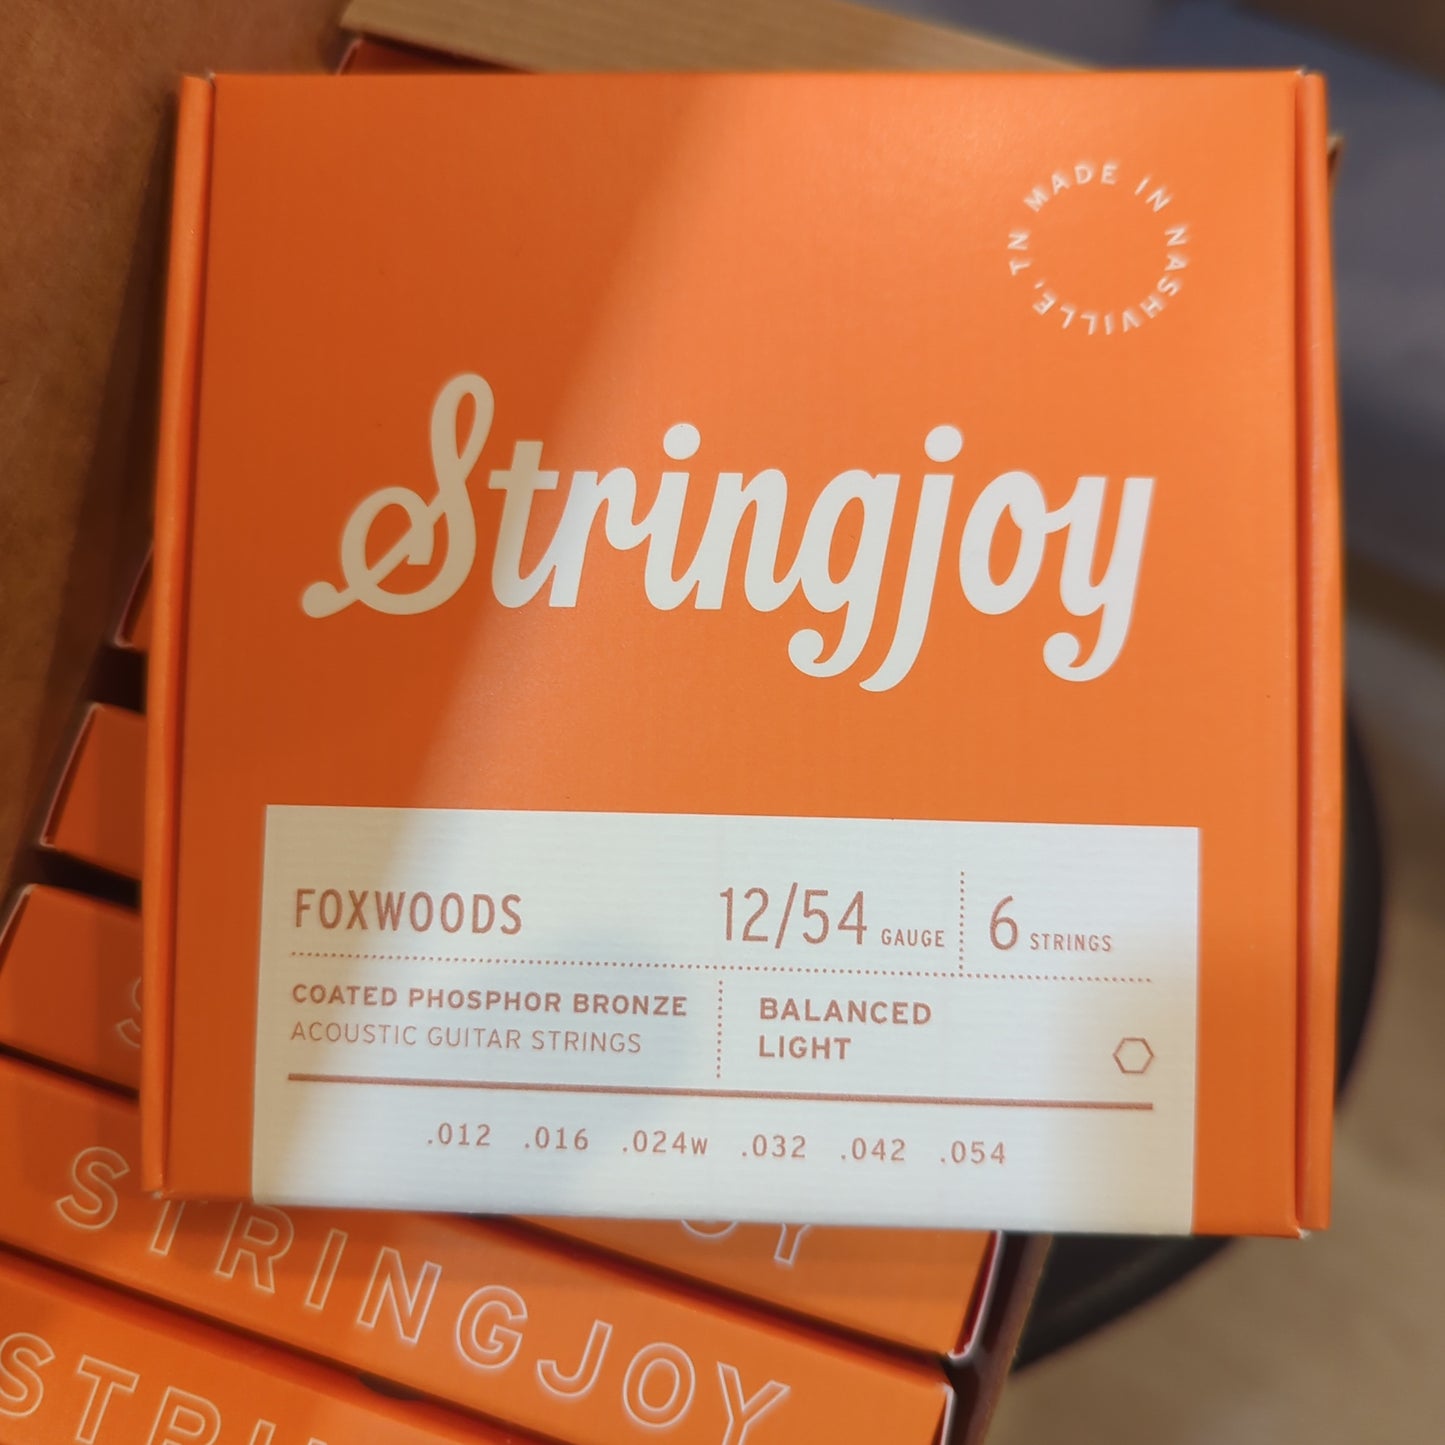 MADE IN NASHVILLE, TN
Stringjoy
FOXWOODS
12/54 GAUGE
6 STRINGS
COATED PHOSPHOR BRONZE
ACOUSTIC GUITAR STRINGS
BALANCED
LIGHT
.012 .016 .024w .032 .042 .054
STRINGJOY